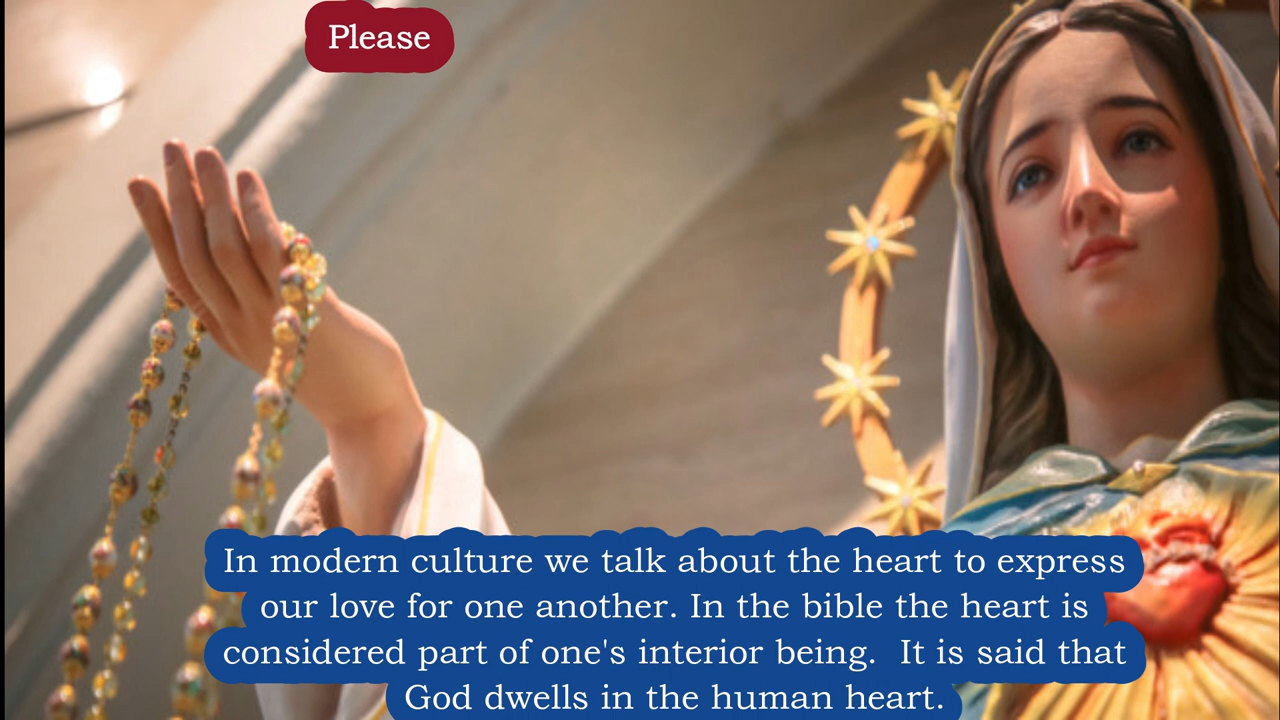 Please
In modern culture we talk about the heart to express
our love for one another. In the bible the heart is
considered part of one's interior being.  It is said that
God dwells in the human heart.